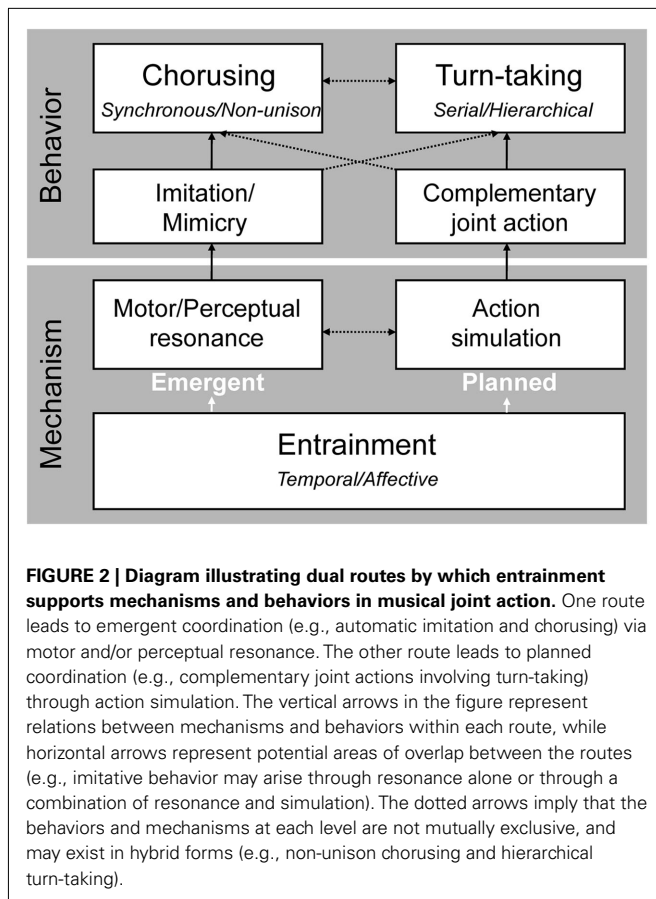 Behavior
Chorusing
Synchronous/Non-unison
Turn-taking
Serial/Hierarchical
Imitation/
Mimicry
Complementary
joint action
Mechanism
Motor/Perceptual
resonance
Action
simulation
Emergent
Planned
Entrainment
Temporal/Affective
FIGURE 2 | Diagram illustrating dual routes by which entrainment
supports mechanisms and behaviors in musical joint action. One route
leads to emergent coordination (e.g., automatic imitation and chorusing) via
motor and/or perceptual resonance. The other route leads to planned
coordination (e.g., complementary joint actions involving turn-taking)
through action simulation. The vertical arrows in the figure represent
relations between mechanisms and behaviors within each route, while
horizontal arrows represent potential areas of overlap between the routes
(e.g., imitative behavior may arise through resonance alone or through a
combination of resonance and simulation). The dotted arrows imply that the
behaviors and mechanisms at each level are not mutually exclusive, and
may exist in hybrid forms (e.g., non-unison chorusing and hierarchical
turn-taking).